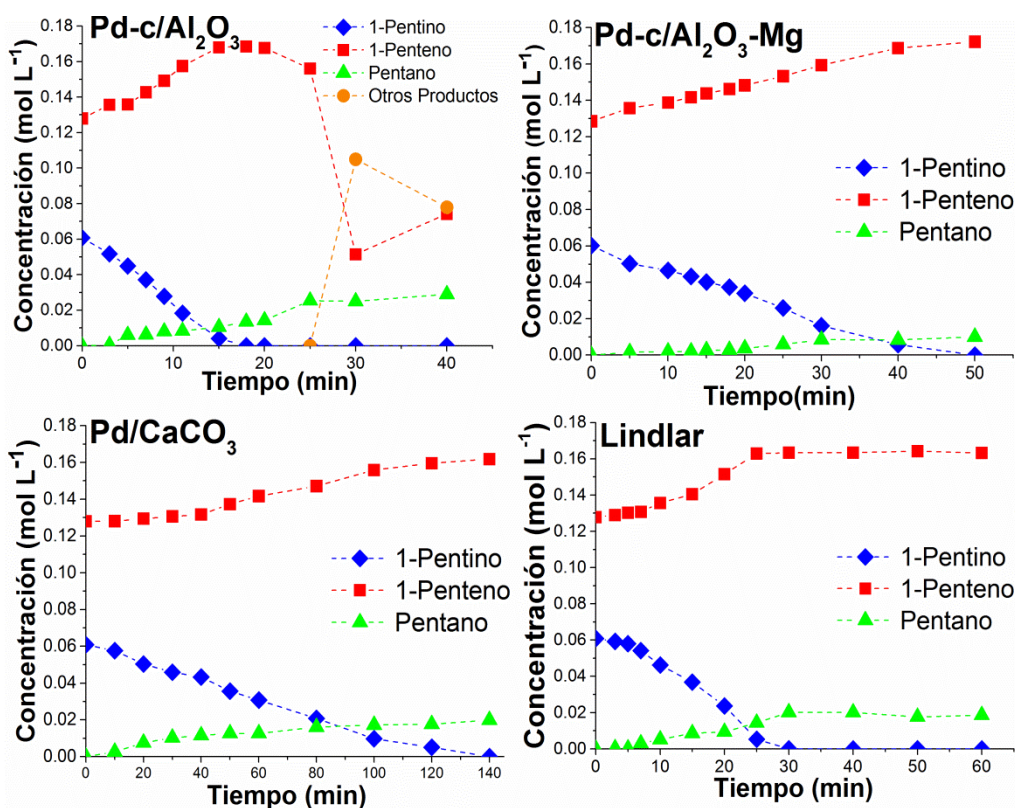 Pd-c/Al₂O₃
1-Pentino
1-Penteno
Pentano
Otros Productos
Concentración (mol L⁻¹)
0.18
0.16
0.14
0.12
0.10
0.08
0.06
0.04
0.02
0.00
0 10 20 30 40
Tiempo (min)
Pd-c/Al₂O₃-Mg
1-Pentino
1-Penteno
Pentano
Concentración (mol L⁻¹)
0.18
0.16
0.14
0.12
0.10
0.08
0.06
0.04
0.02
0.00
0 10 20 30 40 50
Tiempo(min)
Pd/CaCO₃
1-Pentino
1-Penteno
Pentano
Concentración (mol L⁻¹)
0.18
0.16
0.14
0.12
0.10
0.08
0.06
0.04
0.02
0.00
0 20 40 60 80 100 120 140
Tiempo (min)
Lindlar
1-Pentino
1-Penteno
Pentano
Concentración (mol L⁻¹)
0.18
0.16
0.14
0.12
0.10
0.08
0.06
0.04
0.02
0.00
0 10 20 30 40 50 60
Tiempo (min)